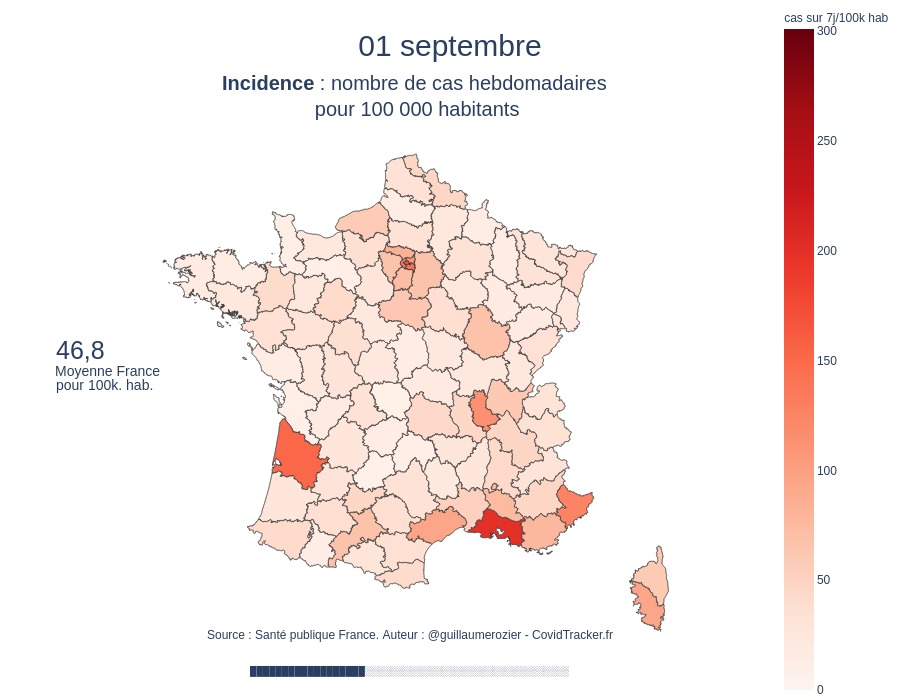 cas sur 7j/100k hab
01 septembre
Incidence : nombre de cas hebdomadaires
pour 100 000 habitants
300
250
200
150
100
50
0
46,8
Moyenne France
pour 100k. hab.
Source : Santé publique France. Auteur : @guillaumerozier - CovidTracker.fr